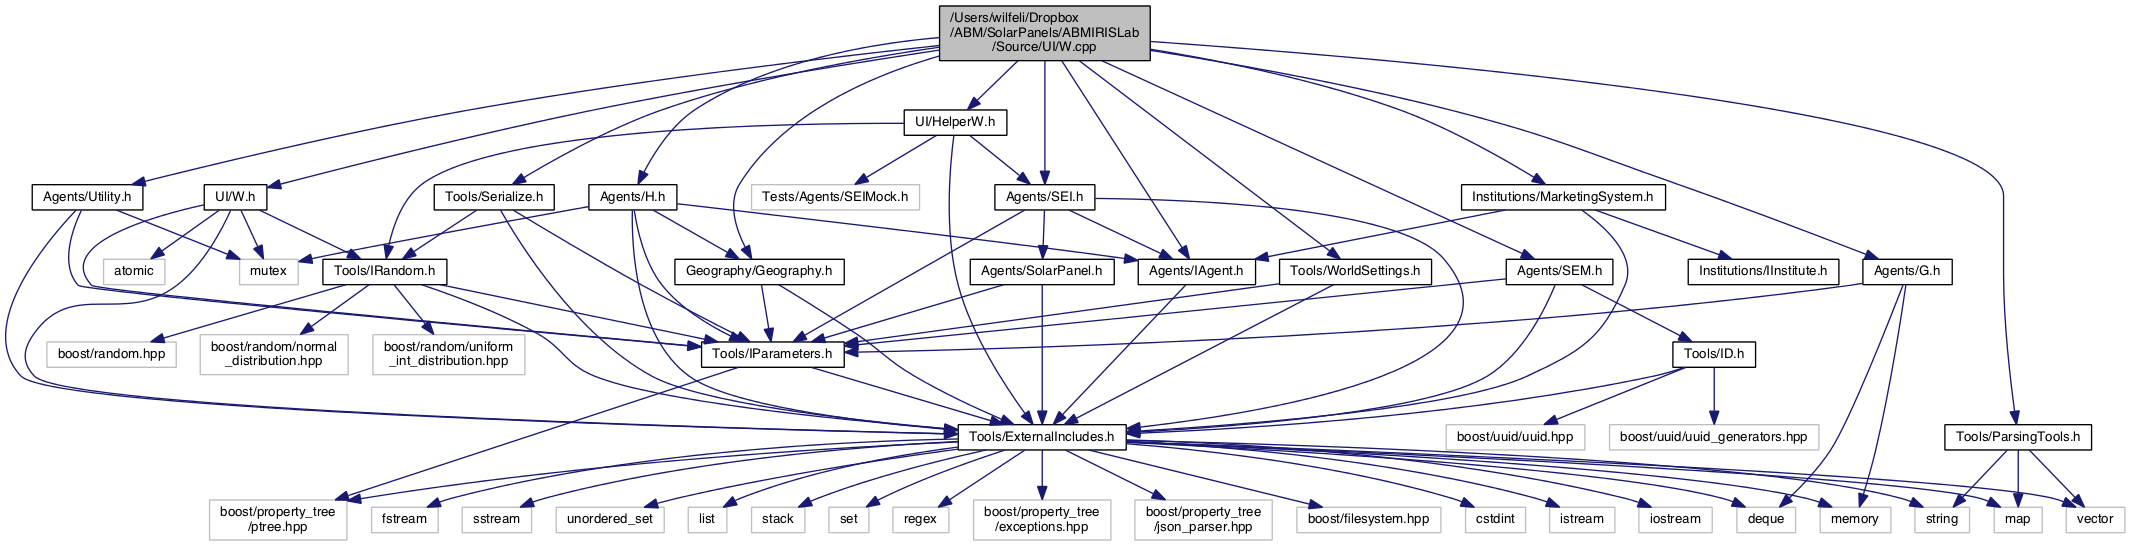 /Users/wilfeli/Dropbox
/ABM/SolarPanels/ABMIRISLab
/Source/UI/W.cpp
UI/HelperW.h
Agents/Utility.h
UI/W.h
Tools/Serialize.h
Agents/H.h
Tests/Agents/SEIMock.h
Agents/SEI.h
Institutions/MarketingSystem.h
atomic
mutex
Tools/IRandom.h
Geography/Geography.h
Agents/SolarPanel.h
Agents/IAgent.h
Tools/WorldSettings.h
Agents/SEM.h
Institutions/IInstitute.h
Agents/G.h
boost/random.hpp
boost/random/normal
_distribution.hpp
boost/random/uniform
_int_distribution.hpp
Tools/IParameters.h
Tools/ID.h
Tools/ExternalIncludes.h
boost/uuid/uuid.hpp
boost/uuid/uuid_generators.hpp
Tools/ParsingTools.h
boost/property_tree
/ptree.hpp
fstream
sstream
unordered_set
list
stack
set
regex
boost/property_tree
/exceptions.hpp
boost/property_tree
/json_parser.hpp
boost/filesystem.hpp
cstdint
istream
iostream
deque
memory
string
map
vector